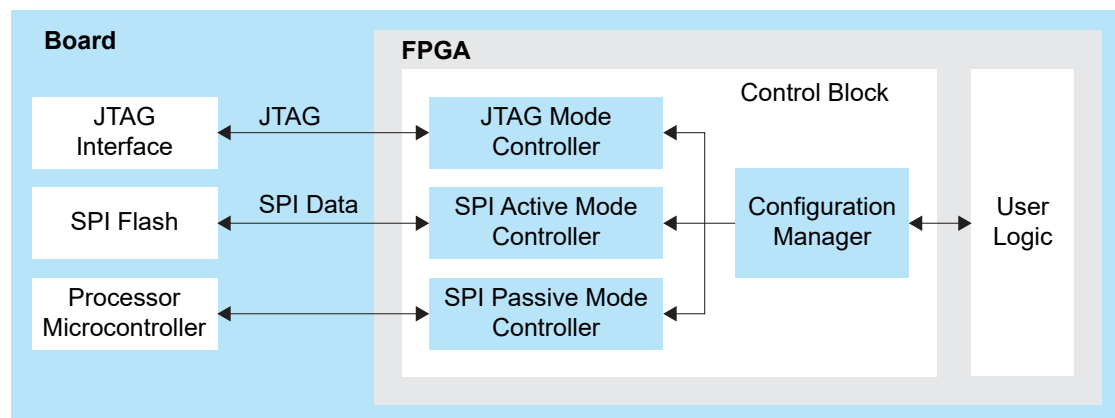 Board
FPGA
Control Block
JTAG
Interface
JTAG
JTAG Mode
Controller
SPI Flash
SPI Data
SPI Active Mode
Controller
Configuration
Manager
User
Logic
Processor
Microcontroller
SPI Passive Mode
Controller